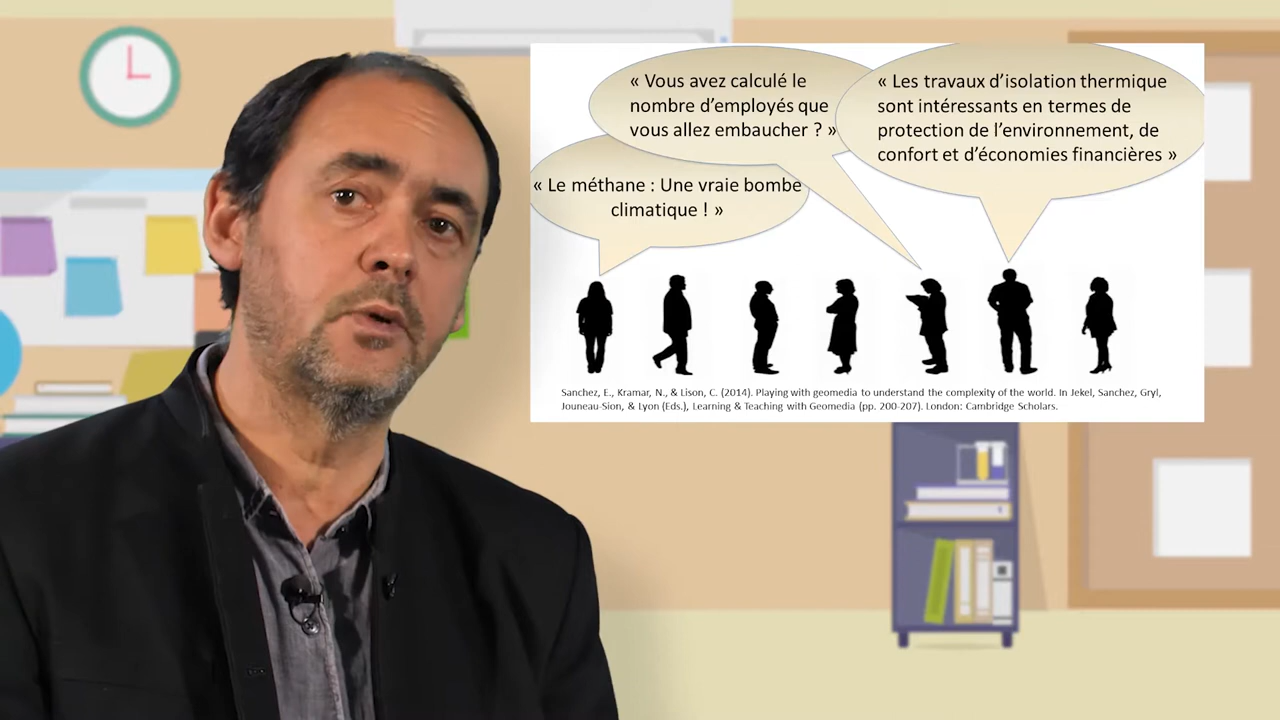 « Vous avez calculé le
nombre d’employés que
vous allez embaucher ? »
« Les travaux d’isolation thermique
sont intéressants en termes de
protection de l’environnement, de
confort et d’économies financières »
« Le méthane : Une vraie bombe
climatique ! »
Sanchez, E., Kramar, N., & Lison, C. (2014). Playing with geomedia to understand the complexity of the world. In Jekel, Sanchez, Gryl,
Jouneau-Sion, & Lyon (Eds.), Learning & Teaching with Geomedia (pp. 200-207). London: Cambridge Scholars.